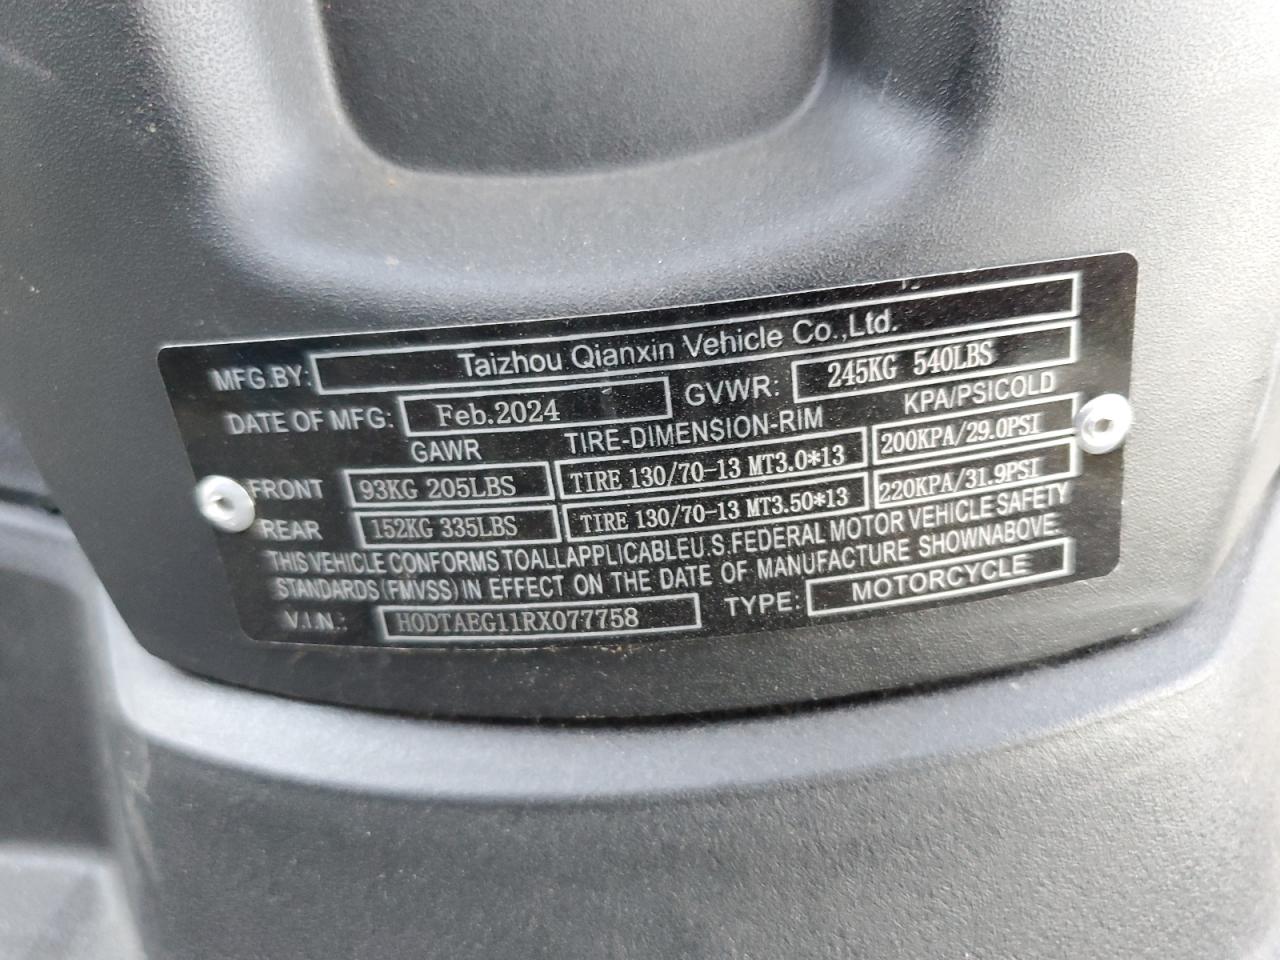 MFG.BY: Taizhou Qianxin Vehicle Co.,Ltd.
DATE OF MFG: Feb.2024 GVWR: 245KG 540LBS
GAWR TIRE-DIMENSION-RIM KPA/PSICOLD
FRONT 93KG 205LBS TIRE 130/70-13 MT3.0*13 200KPA/29.0PSI
REAR 152KG 335LBS TIRE 130/70-13 MT3.50*13 220KPA/31.9PSI
THIS VEHICLE CONFORMS TOALLAPPLICABLEU.S.FEDERAL MOTOR VEHICLE SAFETY
STANDARDS(FMVSS)IN EFFECT ON THE DATE OF MANUFACTURE SHOWNABOVE.
V.I.N.: H0DTAEG11RX077758 TYPE: MOTORCYCLE